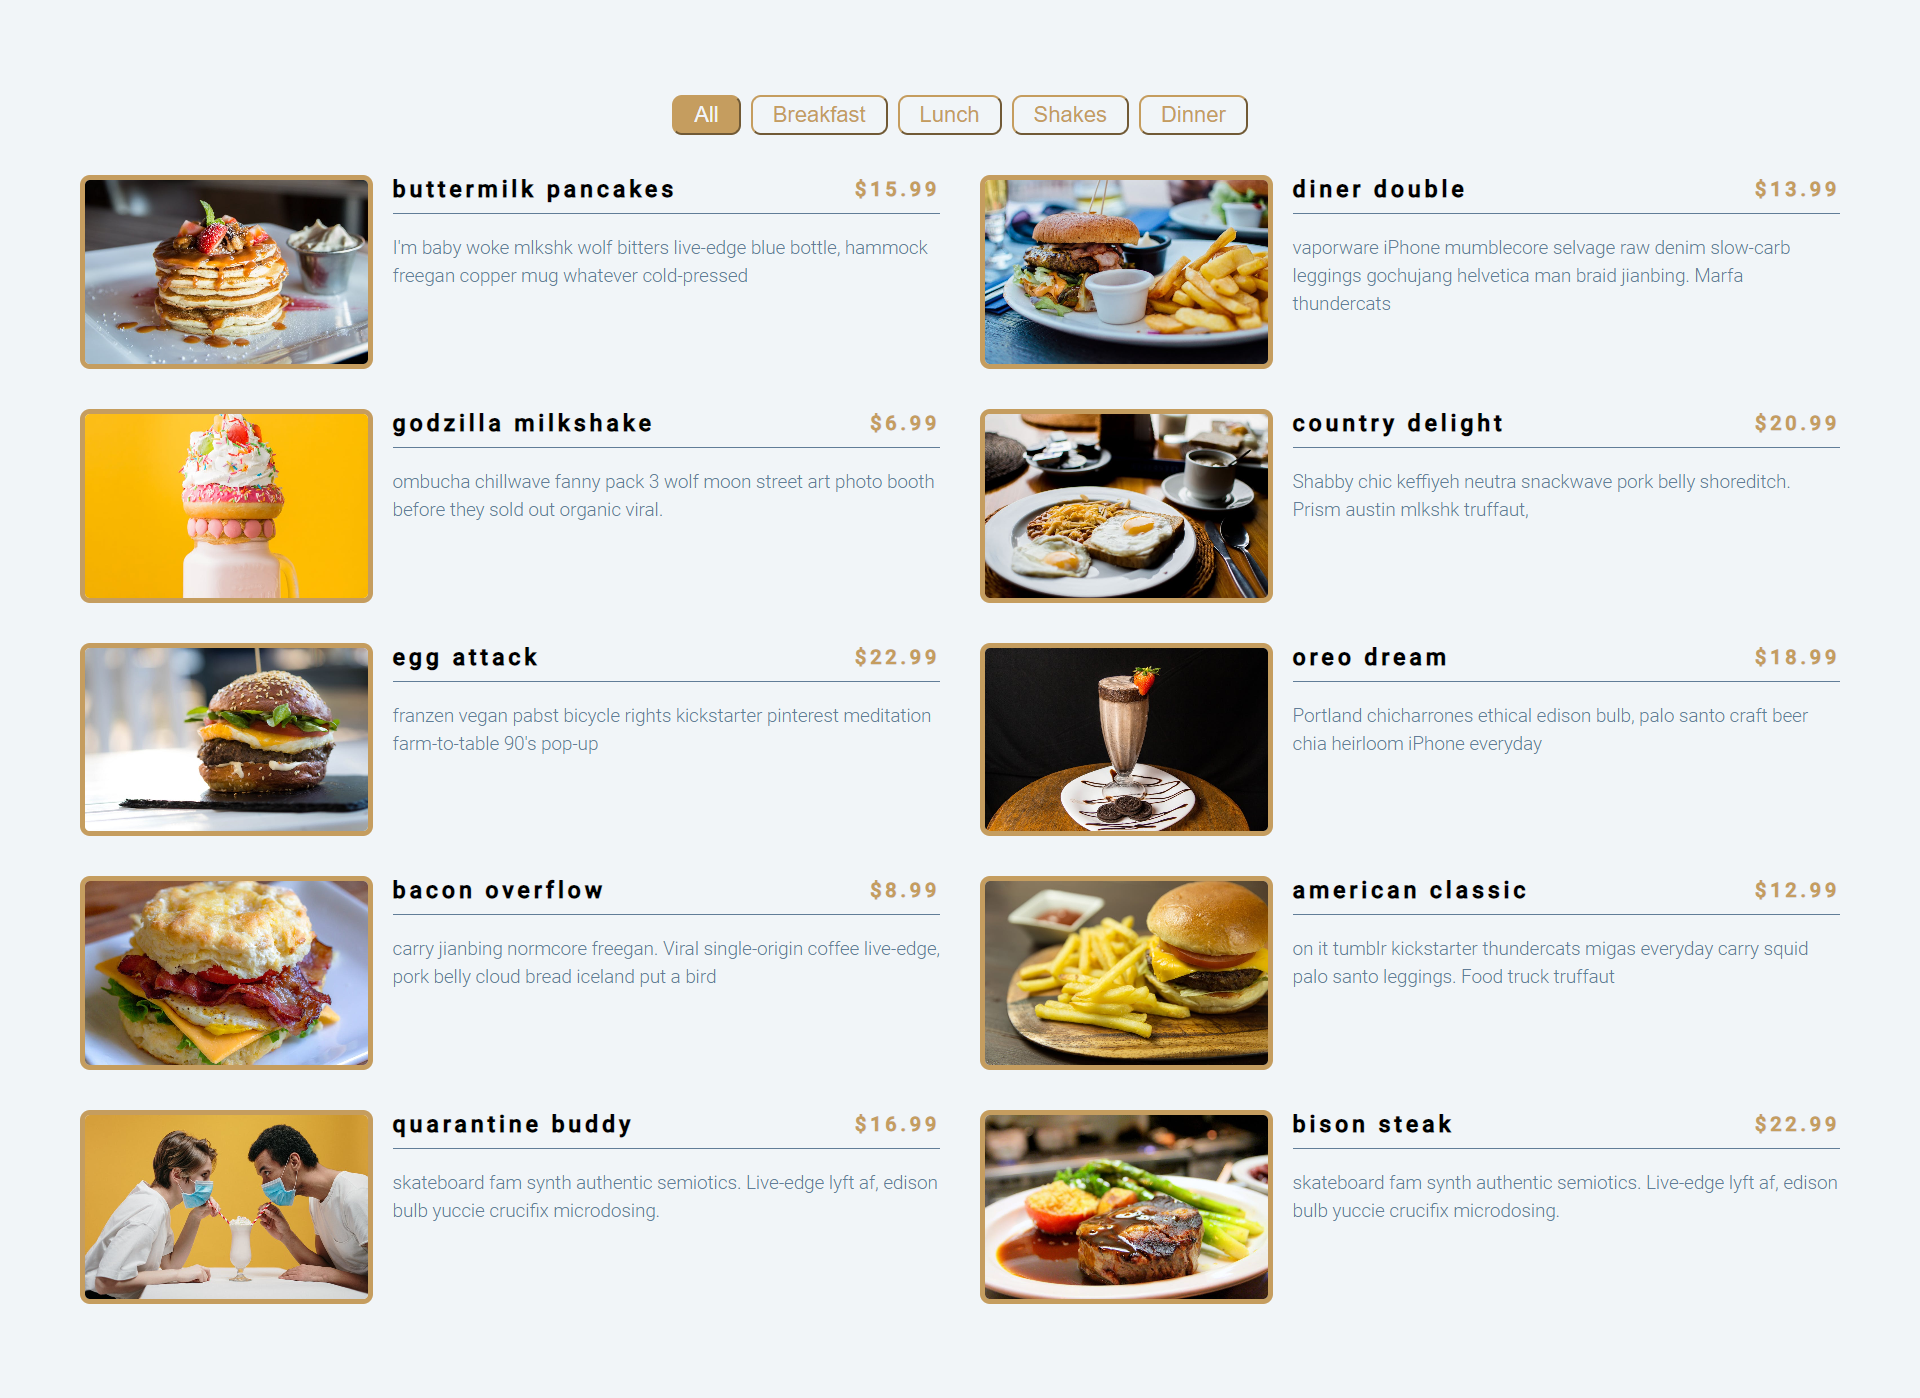 All Breakfast Lunch Shakes Dinner
buttermilk pancakes $15.99
I'm baby woke mlkshk wolf bitters live-edge blue bottle, hammock
freegan copper mug whatever cold-pressed
diner double $13.99
vaporware iPhone mumblecore selvage raw denim slow-carb
leggings gochujang helvetica man braid jianbing. Marfa
thundercats
godzilla milkshake $6.99
ombucha chillwave fanny pack 3 wolf moon street art photo booth
before they sold out organic viral.
country delight $20.99
Shabby chic keffiyeh neutra snackwave pork belly shoreditch.
Prism austin mlkshk truffaut,
egg attack $22.99
franzen vegan pabst bicycle rights kickstarter pinterest meditation
farm-to-table 90's pop-up
oreo dream $18.99
Portland chicharrones ethical edison bulb, palo santo craft beer
chia heirloom iPhone everyday
bacon overflow $8.99
carry jianbing normcore freegan. Viral single-origin coffee live-edge,
pork belly cloud bread iceland put a bird
american classic $12.99
on it tumblr kickstarter thundercats migas everyday carry squid
palo santo leggings. Food truck truffaut
quarantine buddy $16.99
skateboard fam synth authentic semiotics. Live-edge lyft af, edison
bulb yuccie crucifix microdosing.
bison steak $22.99
skateboard fam synth authentic semiotics. Live-edge lyft af, edison
bulb yuccie crucifix microdosing.